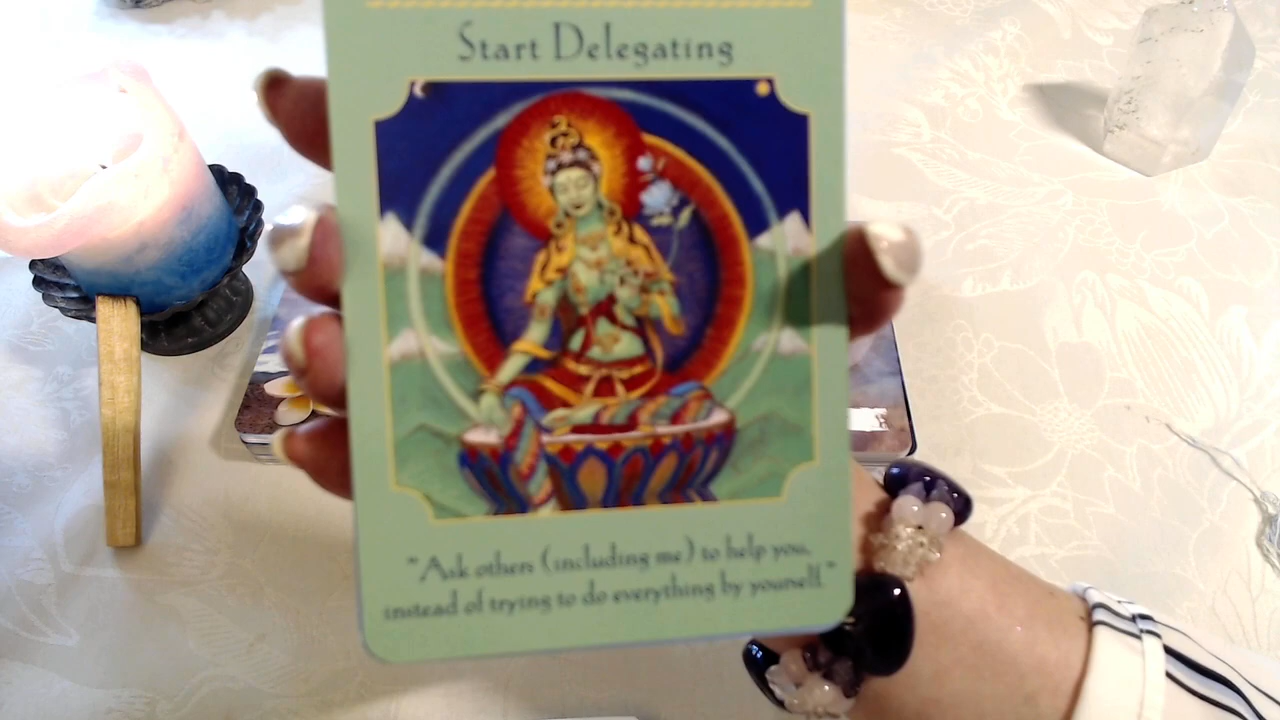 Start Delegating
"Ask others (including me) to help you,
instead of trying to do everything by yourself."